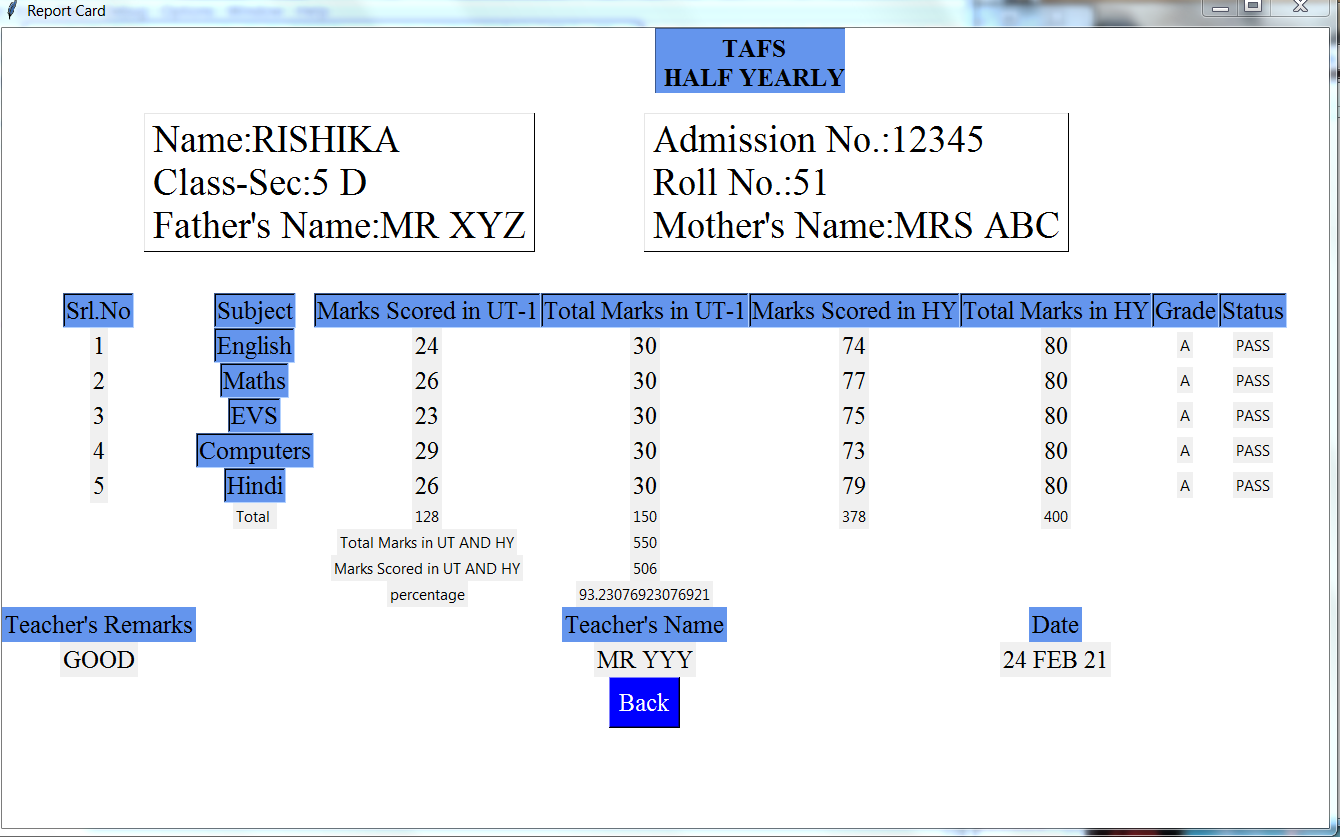 Report Card
TAFS
HALF YEARLY
Name:RISHIKA
Class-Sec:5 D
Father's Name:MR XYZ
Admission No.:12345
Roll No.:51
Mother's Name:MRS ABC
Srl.No Subject Marks Scored in UT-1 Total Marks in UT-1 Marks Scored in HY Total Marks in HY Grade Status
1 English 24 30 74 80 A PASS
2 Maths 26 30 77 80 A PASS
3 EVS 23 30 75 80 A PASS
4 Computers 29 30 73 80 A PASS
5 Hindi 26 30 79 80 A PASS
Total 128 150 378 400
Total Marks in UT AND HY 550
Marks Scored in UT AND HY 506
percentage 93.23076923076921
Teacher's Remarks Teacher's Name Date
GOOD MR YYY 24 FEB 21
Back